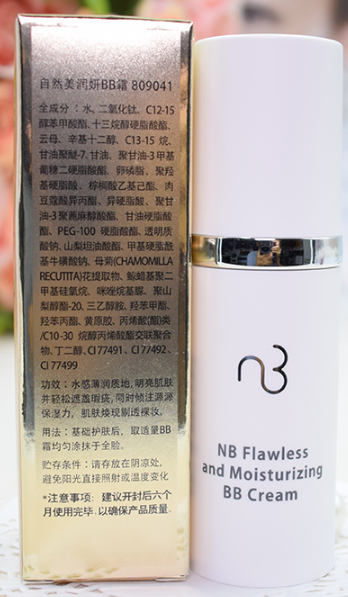 自然美润妍BB霜 809041
全成分：水、二氧化钛、C12-15
醇苯甲酸酯、十三烷醇硬脂酸酯、
云母、辛基十二醇、C13-15 烷、
甘油聚醚-7、甘油、聚甘油-3甲基
葡糖二硬脂酸酯、卵磷脂、聚羟
基硬脂酸、棕榈酸乙基己酯、肉
豆蔻酸异丙酯、异硬脂酸、聚甘
油-3聚蓖麻醇酸酯、甘油硬脂酸
酯、PEG-100 硬脂酸酯、透明质
酸钠、山梨坦油酸酯、甲基硬脂酰
基牛磺酸钠、母菊(CHAMOMILLA
RECUTITA)花提取物、鲸蜡基聚二
甲基硅氧烷、咪唑烷基脲、聚山
梨醇酯-20、三乙醇胺、羟苯甲酯、
羟苯丙酯、黄原胶、丙烯酸(酯)类
/C10-30 烷醇丙烯酸酯交联聚合
物、丁二醇、CI 77491、CI 77492、
CI 77499
功效：水感薄润质地，明亮肌肤
并轻松遮盖瑕疵，同时倾注源源
保湿力，肌肤焕现剔透裸妆。
用法：基础护肤后，取适量BB
霜均匀涂抹于全脸。
贮存条件：请存放在阴凉处，
避免阳光直接照射或温度变化
*注意事项：建议开封后六个
月使用完毕，以确保产品质量。
NB Flawless
and Moisturizing
BB Cream